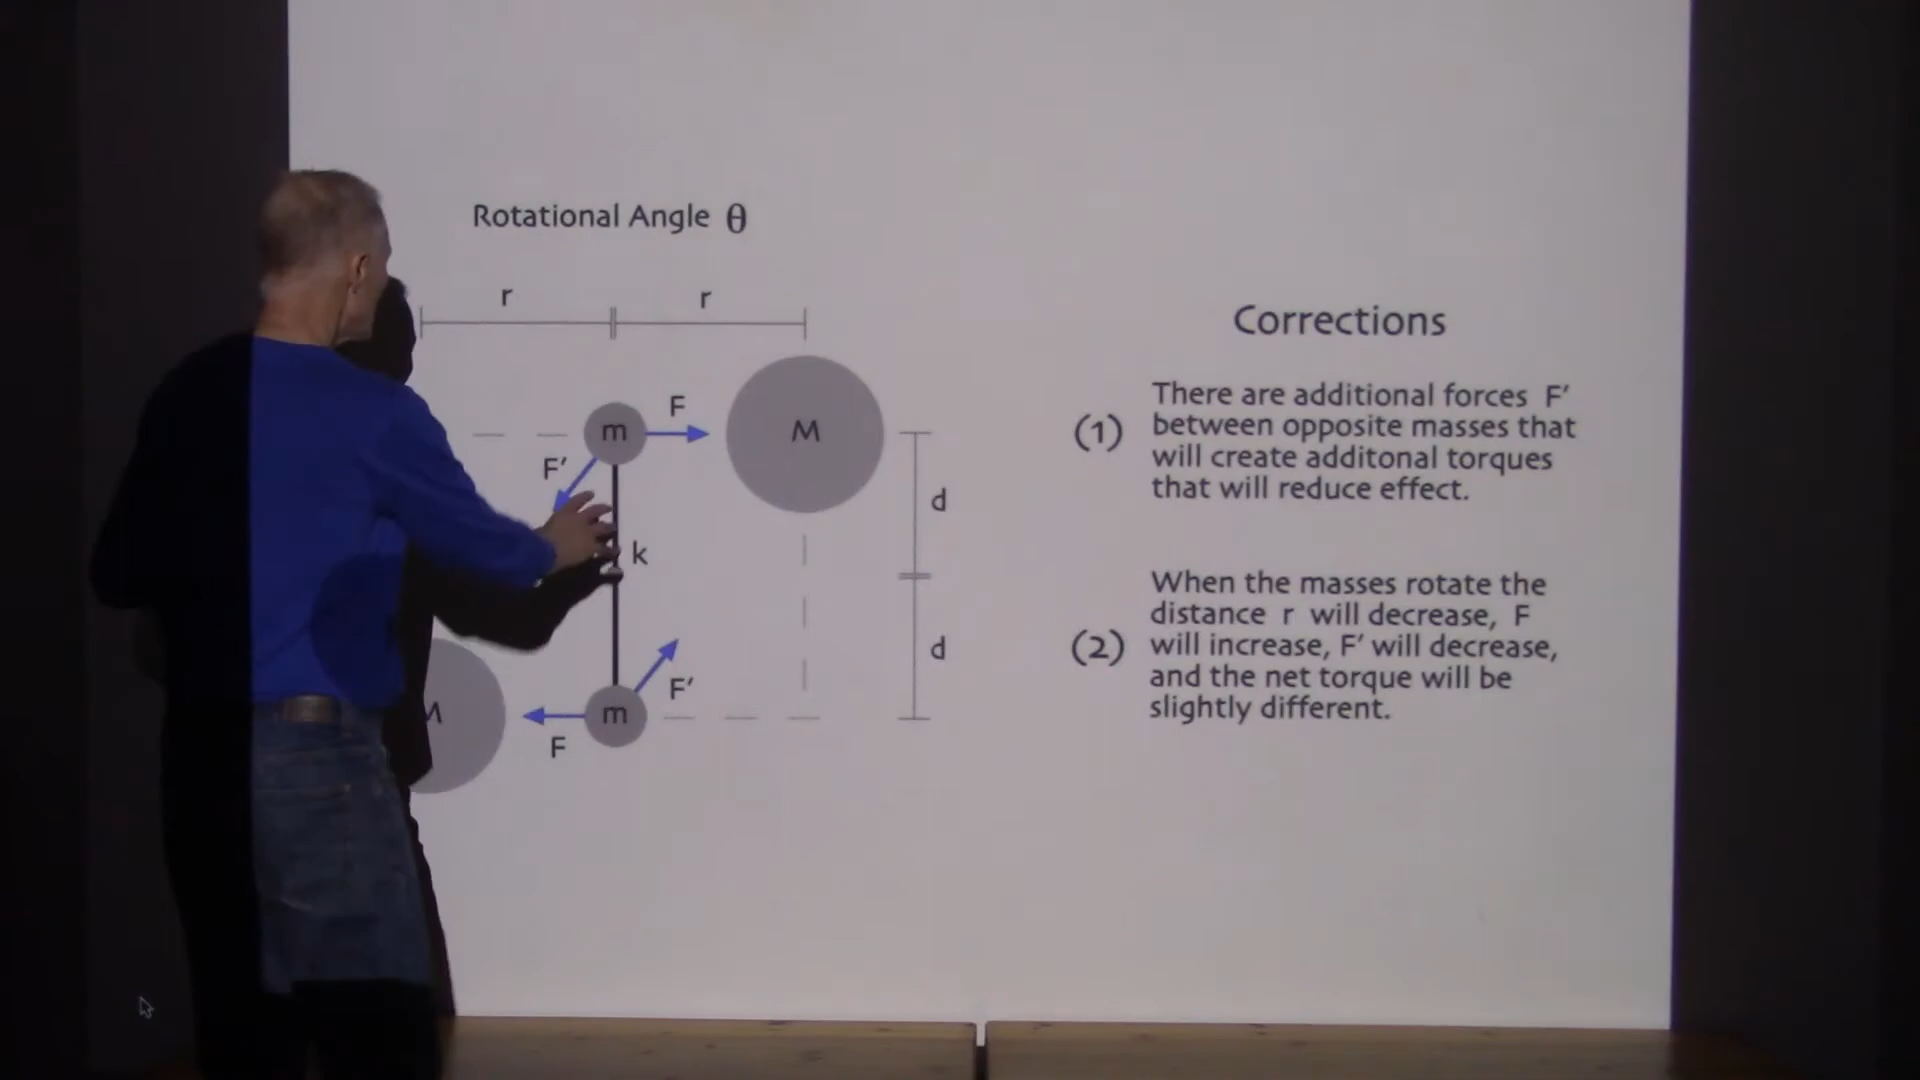 Rotational Angle θ
r
r
F
m
M
F′
d
k
d
F′
M
m
F
Corrections
(1) There are additional forces F′
between opposite masses that
will create additonal torques
that will reduce effect.
(2) When the masses rotate the
distance r will decrease, F
will increase, F′ will decrease,
and the net torque will be
slightly different.